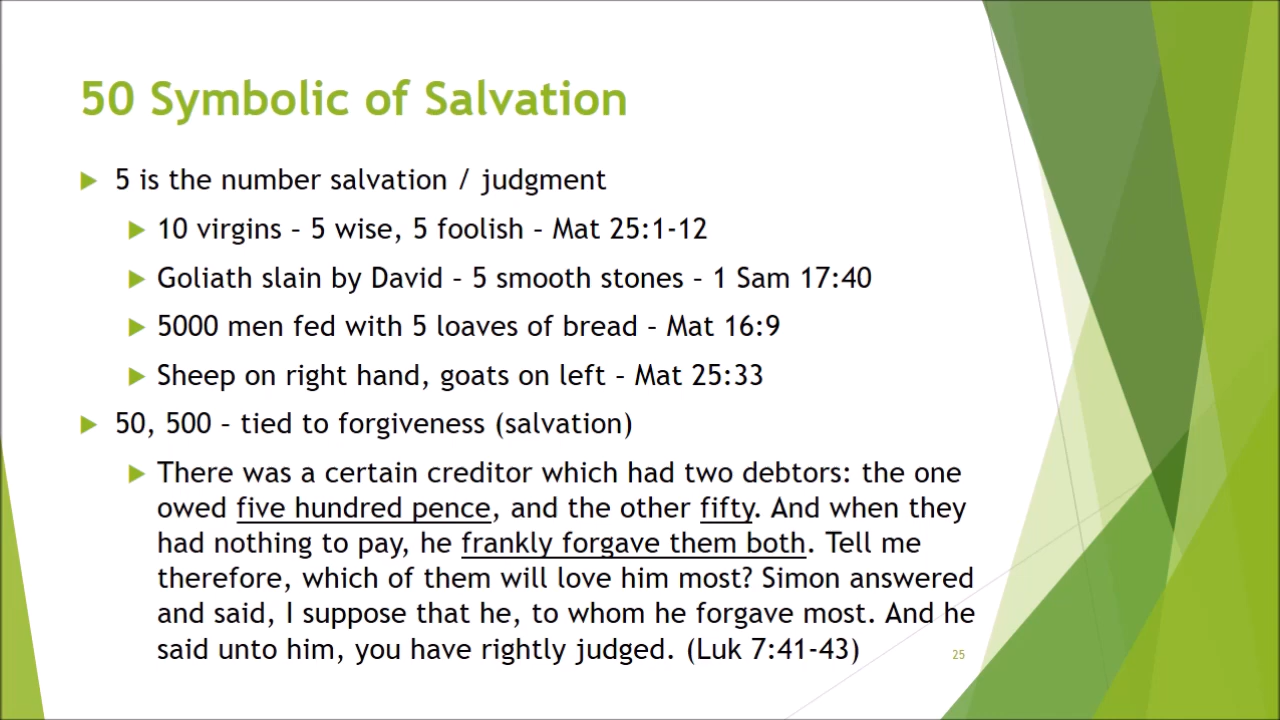 50 Symbolic of Salvation
5 is the number salvation / judgment
10 virgins – 5 wise, 5 foolish – Mat 25:1-12
Goliath slain by David – 5 smooth stones – 1 Sam 17:40
5000 men fed with 5 loaves of bread – Mat 16:9
Sheep on right hand, goats on left – Mat 25:33
50, 500 – tied to forgiveness (salvation)
There was a certain creditor which had two debtors: the one
owed five hundred pence, and the other fifty. And when they
had nothing to pay, he frankly forgave them both. Tell me
therefore, which of them will love him most? Simon answered
and said, I suppose that he, to whom he forgave most. And he
said unto him, you have rightly judged. (Luk 7:41-43)
25